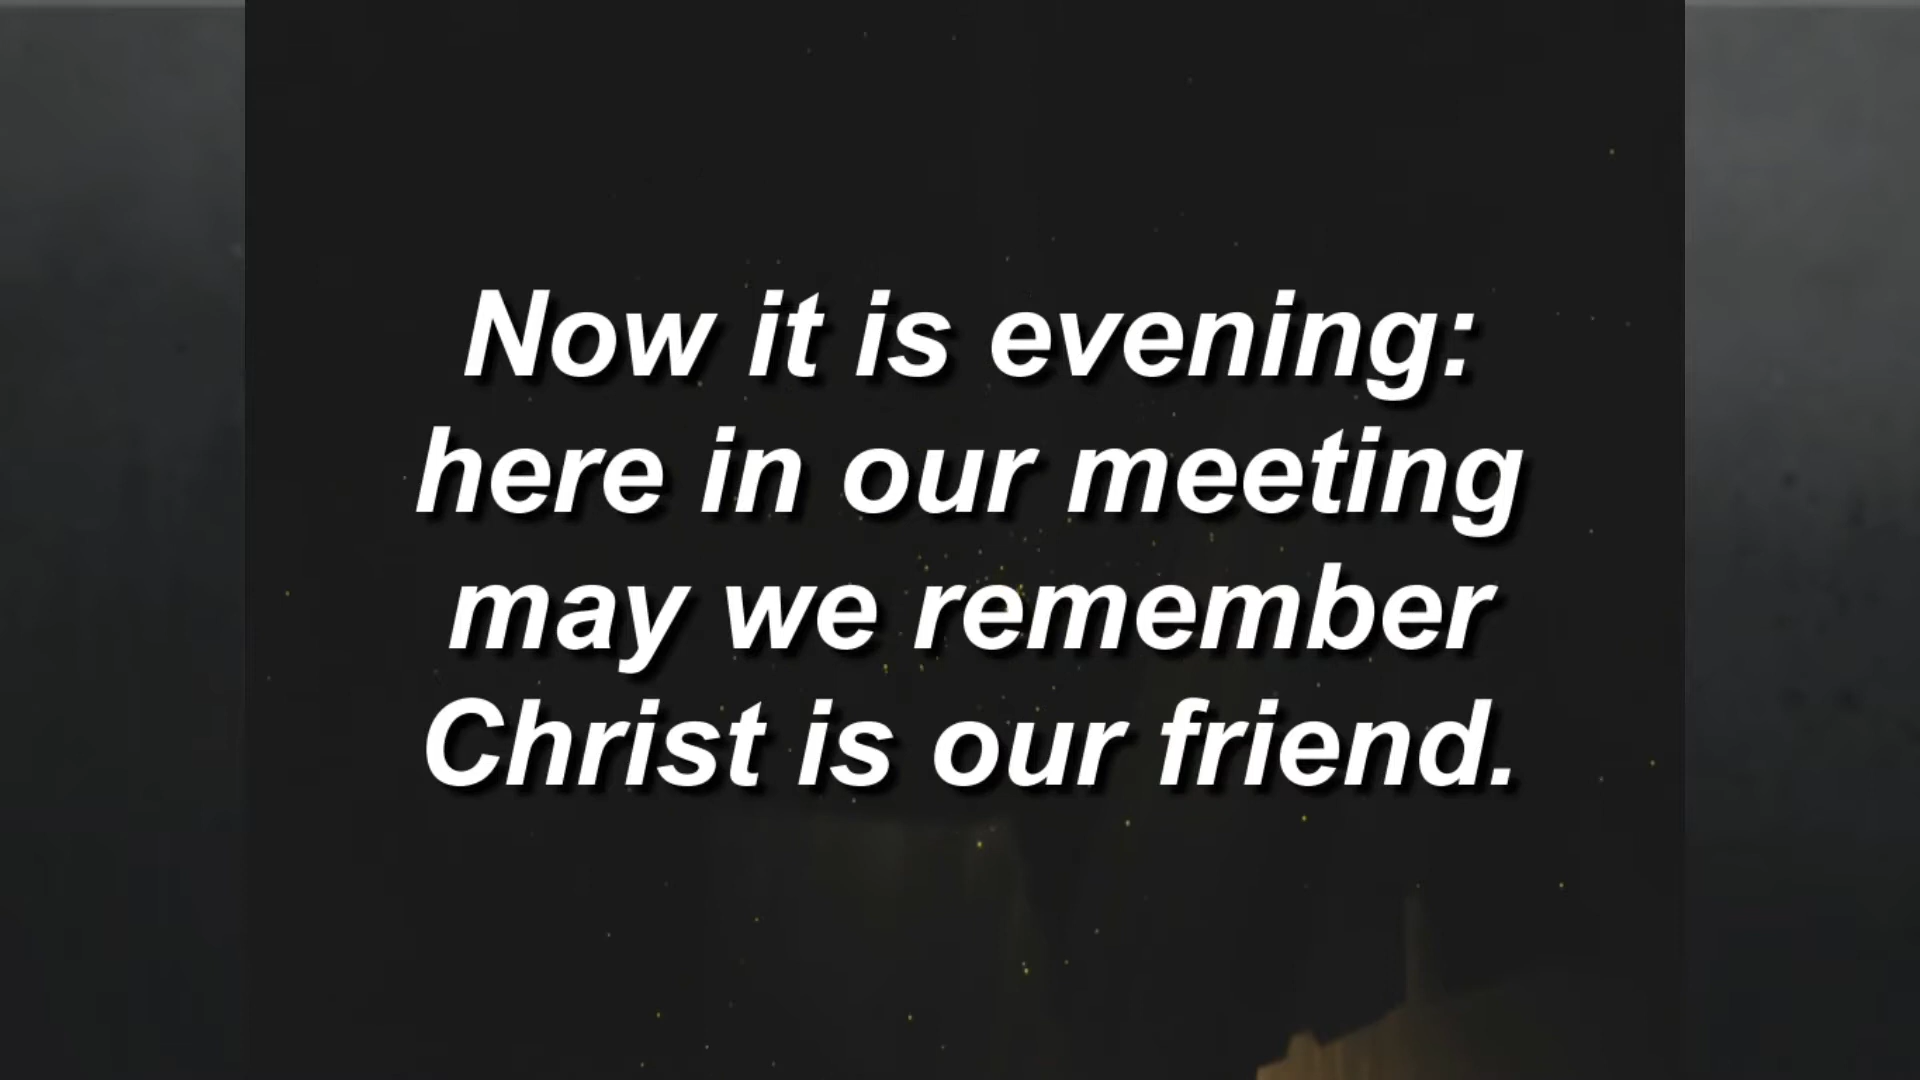 Now it is evening:
here in our meeting
may we remember
Christ is our friend.